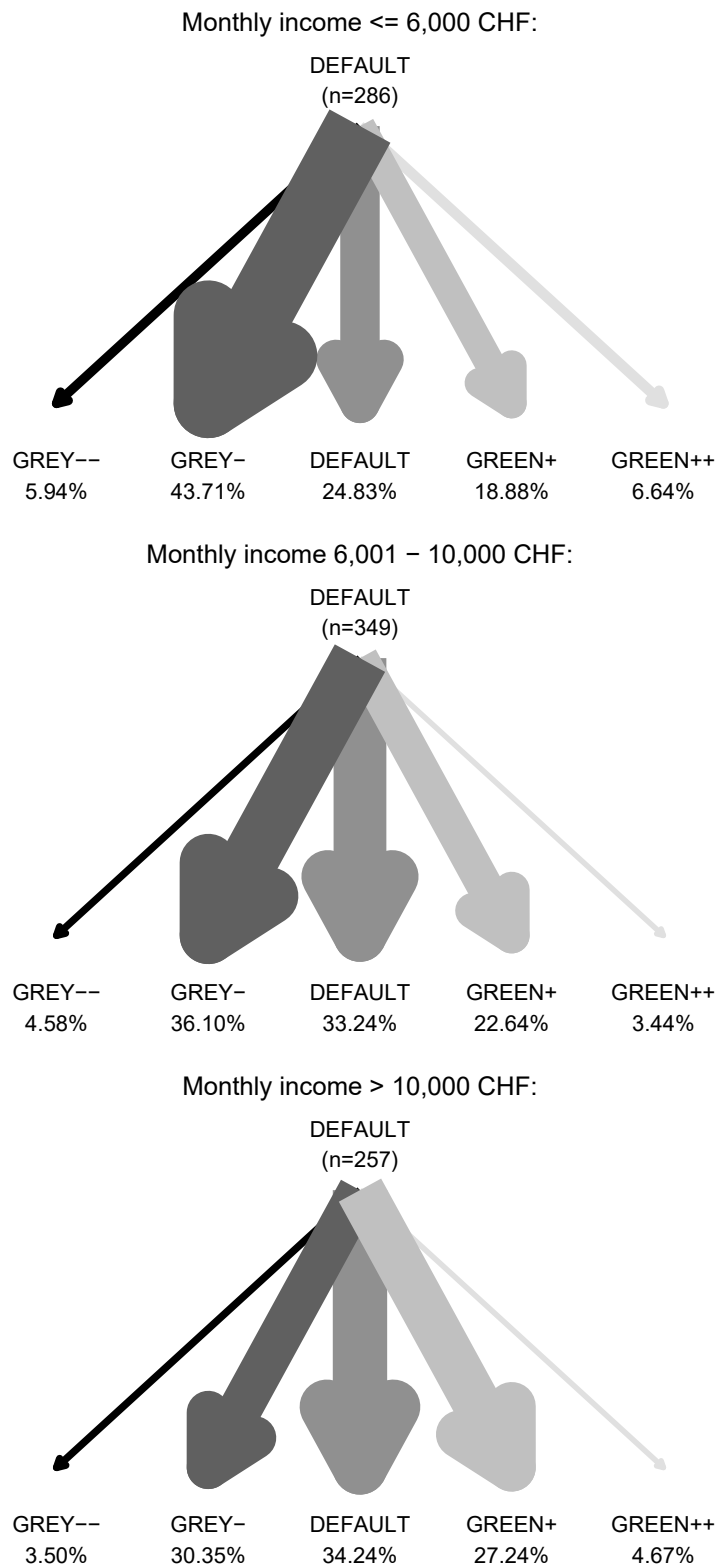 Monthly income <= 6,000 CHF:
DEFAULT
(n=286)
GREY−− GREY− DEFAULT GREEN+ GREEN++
5.94% 43.71% 24.83% 18.88% 6.64%
Monthly income 6,001 − 10,000 CHF:
DEFAULT
(n=349)
GREY−− GREY− DEFAULT GREEN+ GREEN++
4.58% 36.10% 33.24% 22.64% 3.44%
Monthly income > 10,000 CHF:
DEFAULT
(n=257)
GREY−− GREY− DEFAULT GREEN+ GREEN++
3.50% 30.35% 34.24% 27.24% 4.67%